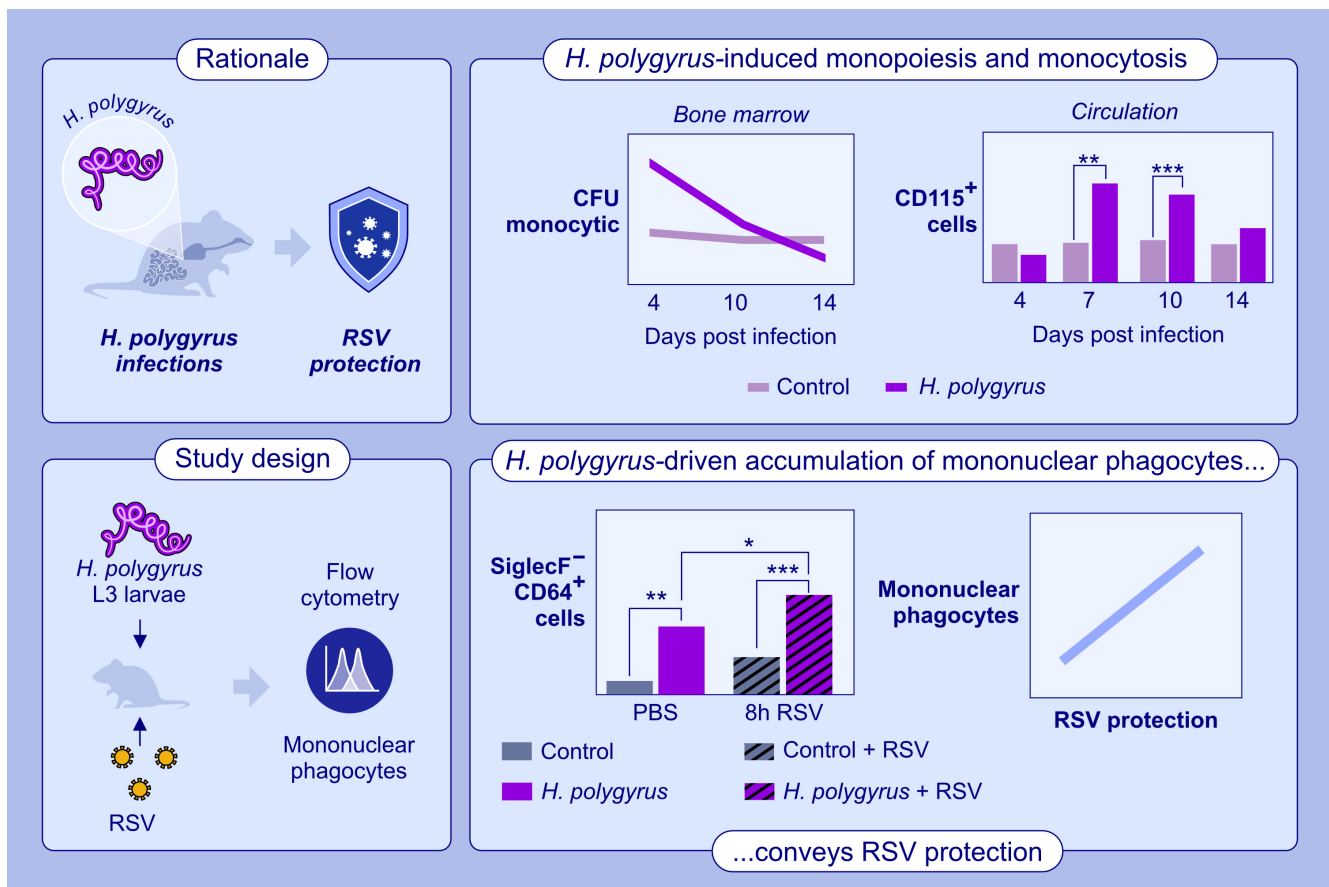 Rationale
H. polygyrus
H. polygyrus
infections
RSV
protection
H. polygyrus-induced monopoiesis and monocytosis
Bone marrow
CFU
monocytic
4 10 14
Days post infection
Circulation
CD115+
cells
** ***
4 7 10 14
Days post infection
Control H. polygyrus
Study design
H. polygyrus
L3 larvae
RSV
Flow
cytometry
Mononuclear
phagocytes
H. polygyrus-driven accumulation of mononuclear phagocytes...
SiglecF−
CD64+
cells
*
** ***
PBS 8h RSV
Control Control + RSV
H. polygyrus H. polygyrus + RSV
Mononuclear
phagocytes
RSV protection
...conveys RSV protection